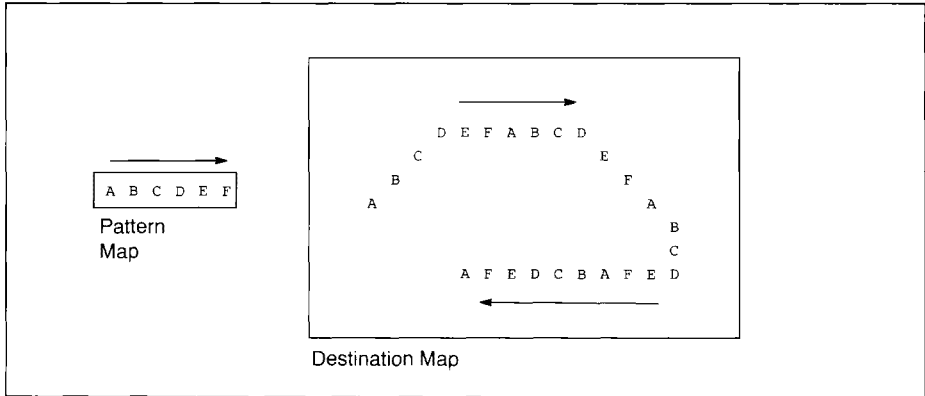 D E F A B C D
C E
B F
A B C D E F
A A
Pattern
Map
B
C
A F E D C B A F E D
Destination Map